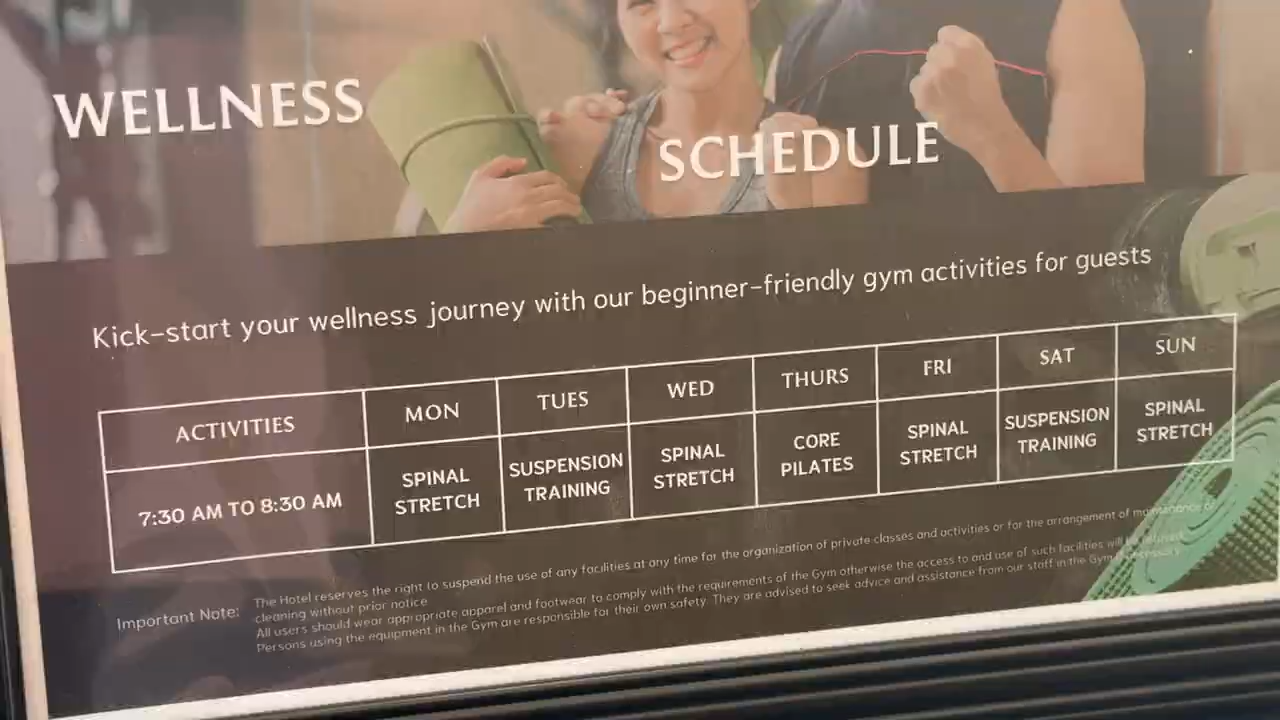 WELLNESS
SCHEDULE
Kick-start your wellness journey with our beginner-friendly gym activities for guests
ACTIVITIES MON TUES WED THURS FRI SAT SUN
7:30 AM TO 8:30 AM SPINAL STRETCH SUSPENSION TRAINING SPINAL STRETCH CORE PILATES SPINAL STRETCH SUSPENSION TRAINING SPINAL STRETCH
Important Note:
The Hotel reserves the right to suspend the use of any facilities at any time for the organization of private classes and activities or for the arrangement of maintenance or
cleaning without prior notice
All users should wear appropriate apparel and footwear to comply with the requirements of the Gym otherwise the access to and use of such facilities will be refused
Persons using the equipment in the Gym are responsible for their own safety. They are advised to seek advice and assistance from our staff in the Gym if necessary